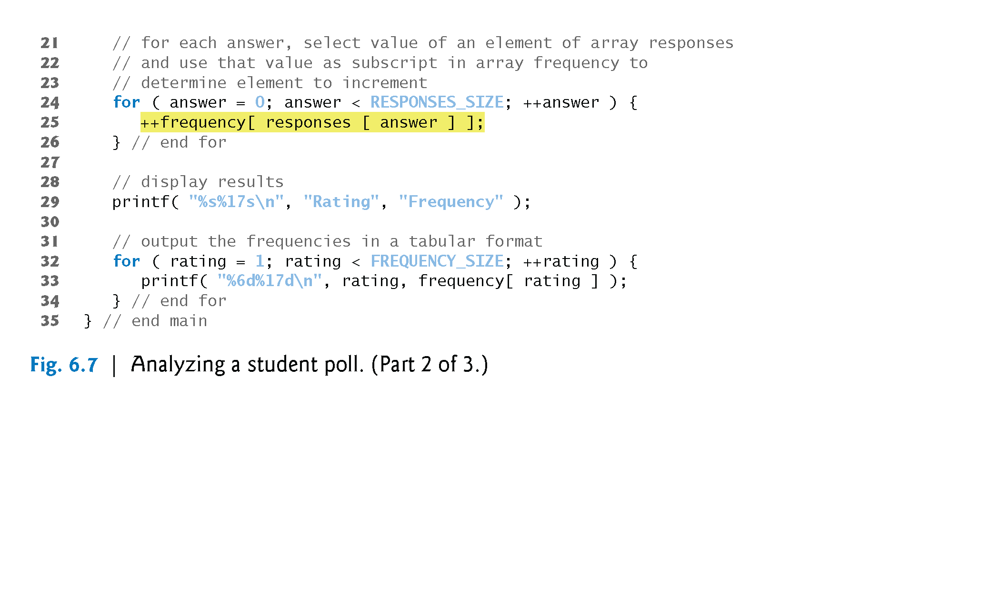 21 // for each answer, select value of an element of array responses
22 // and use that value as subscript in array frequency to
23 // determine element to increment
24 for ( answer = 0; answer < RESPONSES_SIZE; ++answer ) {
25 ++frequency[ responses [ answer ] ];
26 } // end for
27
28 // display results
29 printf( "%s%17s\n", "Rating", "Frequency" );
30
31 // output the frequencies in a tabular format
32 for ( rating = 1; rating < FREQUENCY_SIZE; ++rating ) {
33 printf( "%6d%17d\n", rating, frequency[ rating ] );
34 } // end for
35 } // end main
Fig. 6.7 | Analyzing a student poll. (Part 2 of 3.)